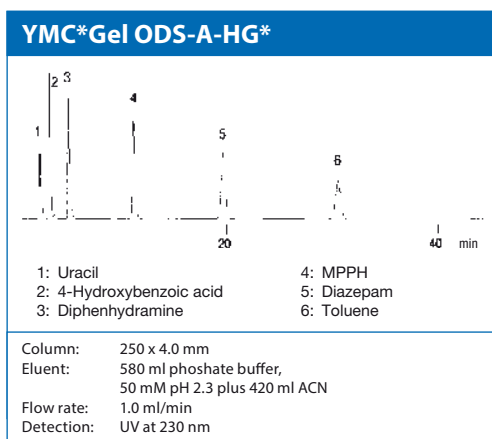 YMC*Gel ODS-A-HG*
2 3
4
1
5
6
20
40 min
1: Uracil
2: 4-Hydroxybenzoic acid
3: Diphenhydramine
4: MPPH
5: Diazepam
6: Toluene
Column: 250 x 4.0 mm
Eluent: 580 ml phoshate buffer,
50 mM pH 2.3 plus 420 ml ACN
Flow rate: 1.0 ml/min
Detection: UV at 230 nm